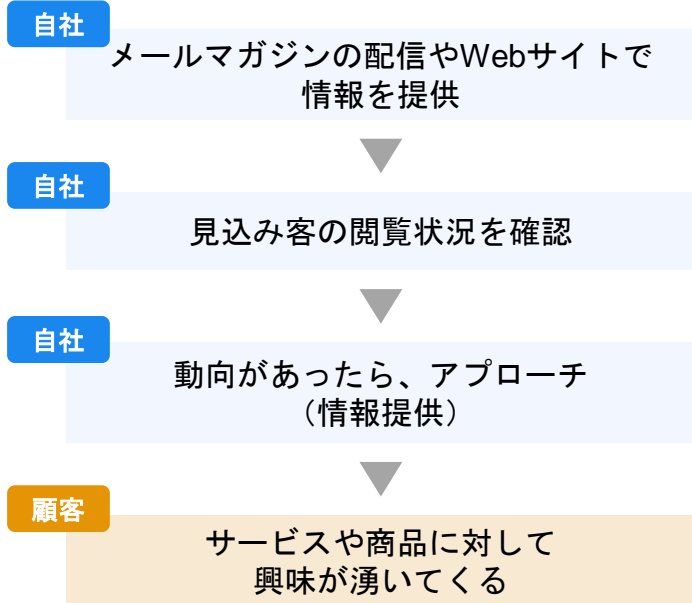 自社
メールマガジンの配信やWebサイトで
情報を提供
自社
見込み客の閲覧状況を確認
自社
動向があったら、アプローチ
（情報提供）
顧客
サービスや商品に対して
興味が湧いてくる